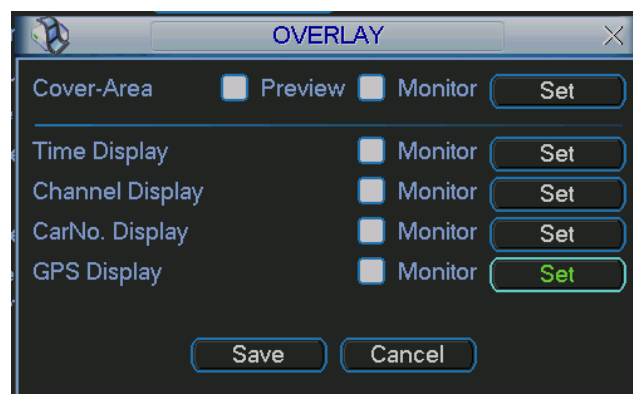 OVERLAY
Cover-Area Preview Monitor Set
Time Display Monitor Set
Channel Display Monitor Set
CarNo. Display Monitor Set
GPS Display Monitor Set
Save Cancel